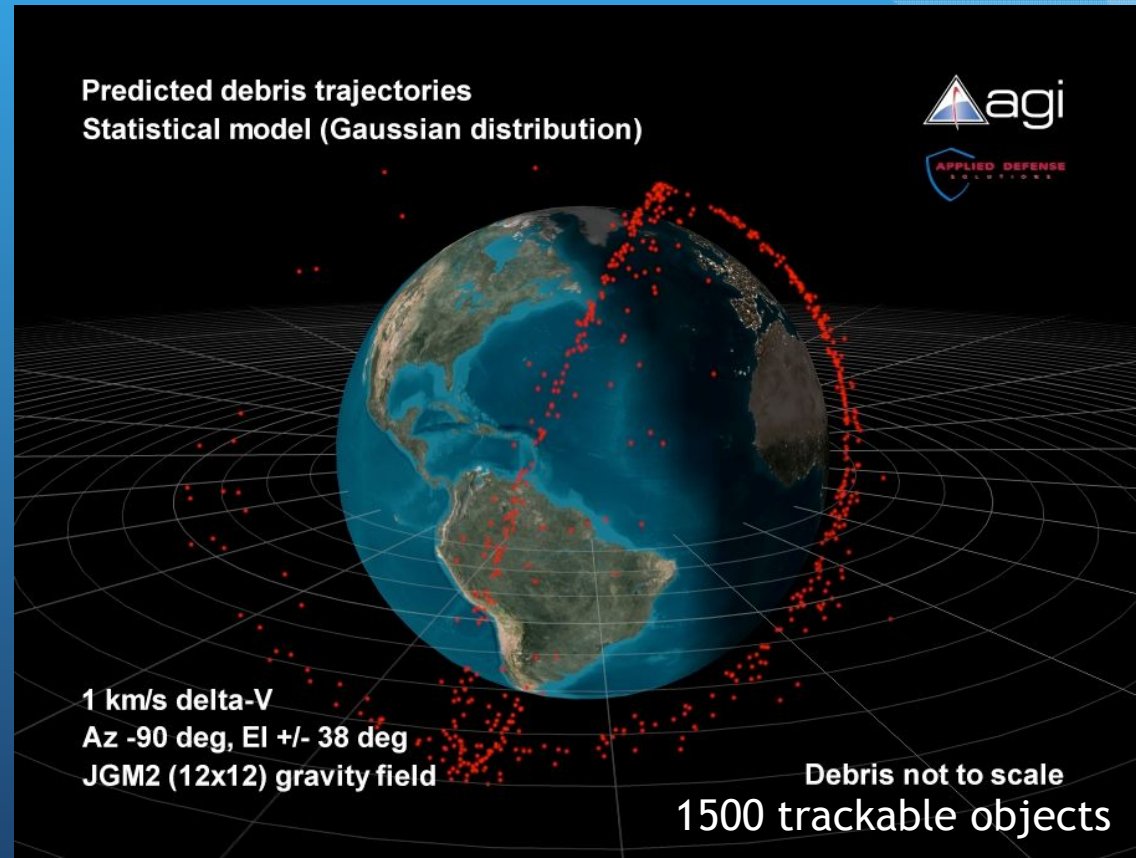 Predicted debris trajectories
Statistical model (Gaussian distribution)
agi
APPLIED DEFENSE
SOLUTIONS
1 km/s delta-V
Az -90 deg, El +/- 38 deg
JGM2 (12x12) gravity field
Debris not to scale
1500 trackable objects